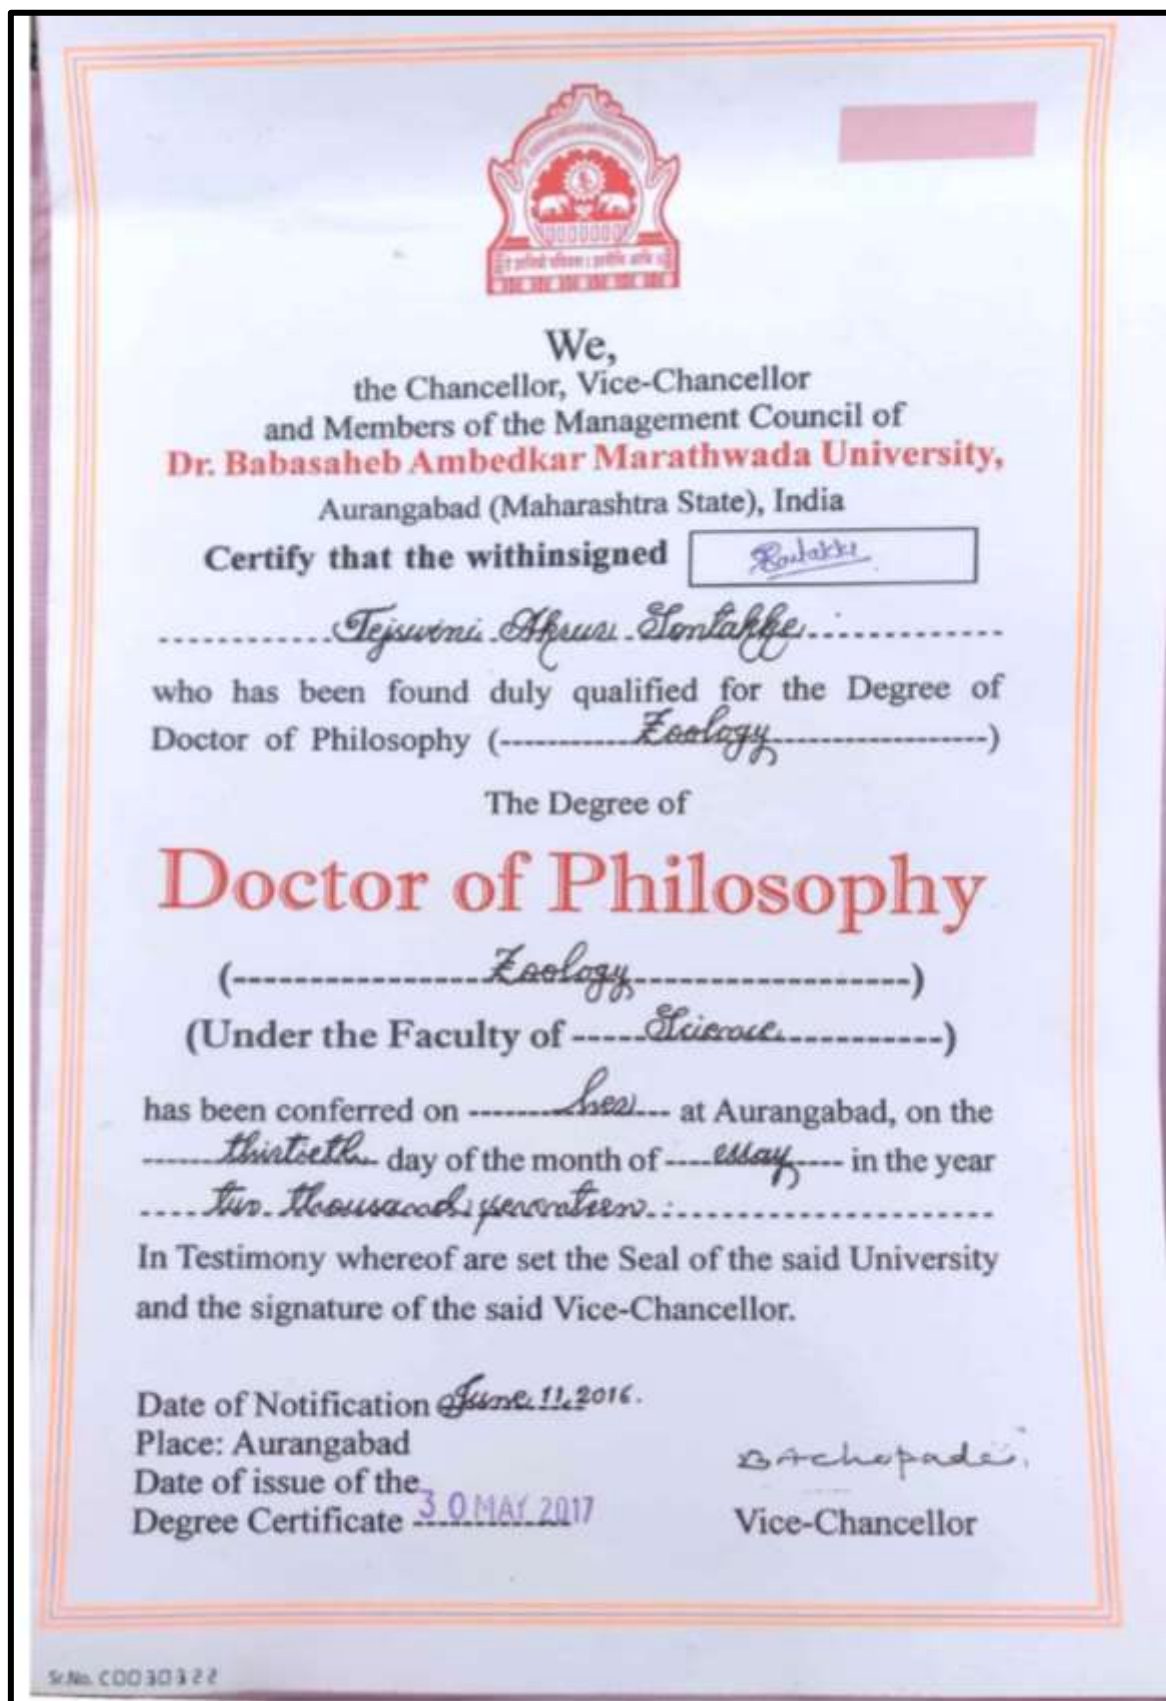 We,
the Chancellor, Vice-Chancellor
and Members of the Management Council of
Dr. Babasaheb Ambedkar Marathwada University,
Aurangabad (Maharashtra State), India
Certify that the withinsigned
Tejswini Sontakke
who has been found duly qualified for the Degree of
Doctor of Philosophy (Zoology)
The Degree of
Doctor of Philosophy
(Zoology)
(Under the Faculty of Science)
has been conferred on her at Aurangabad, on the
thirtieth day of the month of May in the year
two thousand seventeen
In Testimony whereof are set the Seal of the said University
and the signature of the said Vice-Chancellor.
Date of Notification June 11, 2016.
Place: Aurangabad
Date of issue of the
Degree Certificate 30 MAY 2017
Vice-Chancellor
Sr.No. C0030322